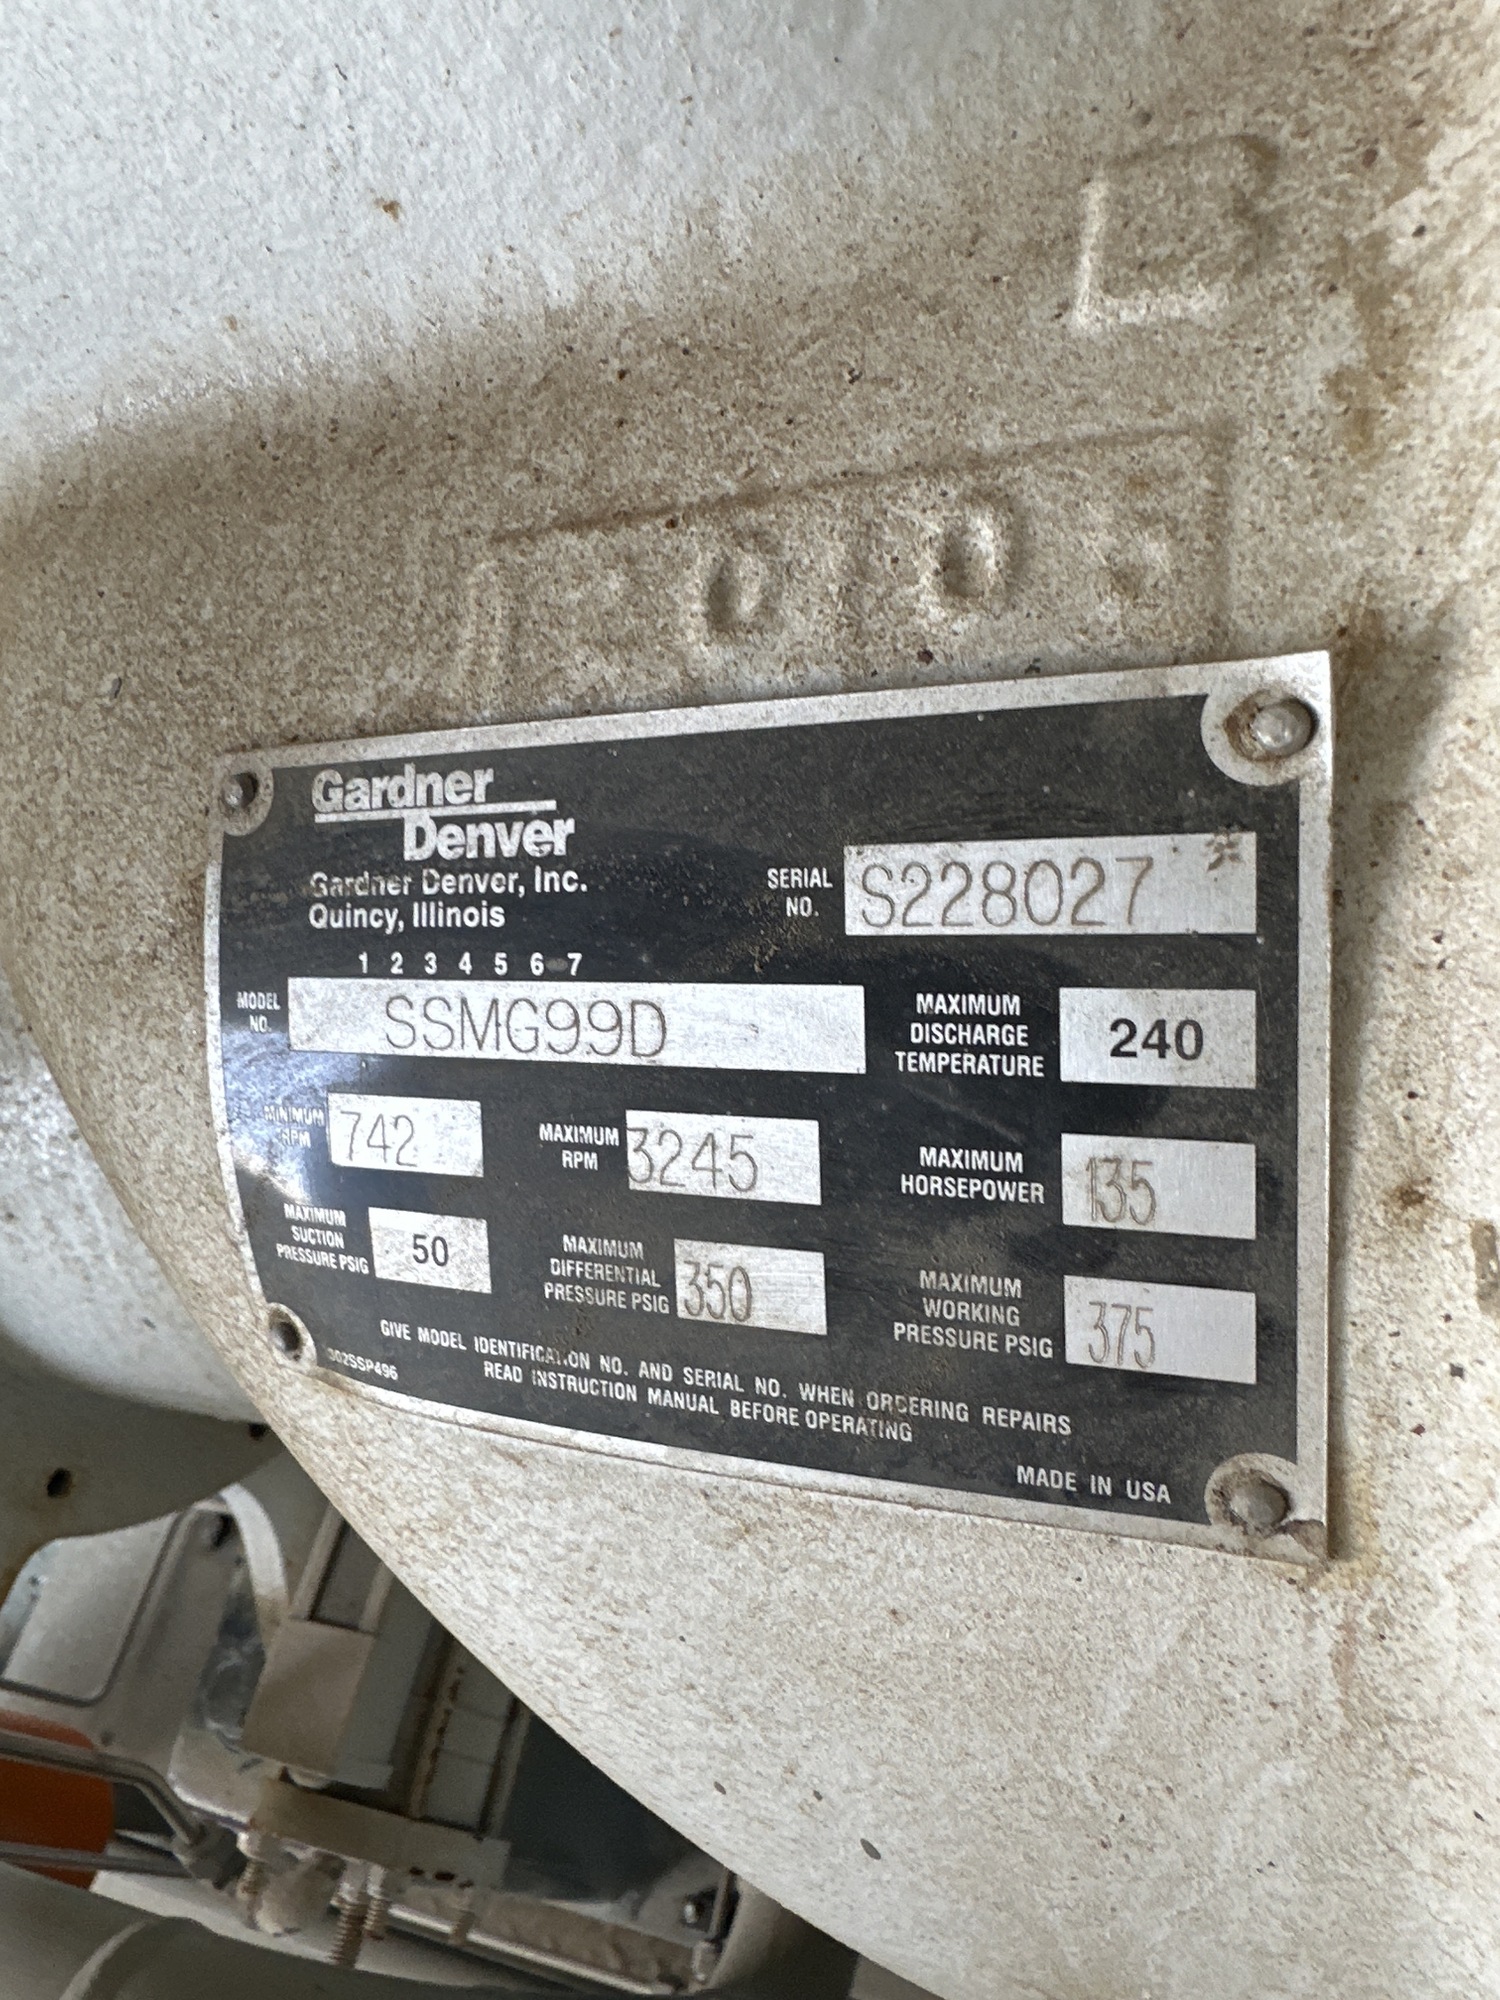 Gardner
Denver
Gardner Denver, Inc.
Quincy, Illinois
SERIAL NO. S228027
1 2 3 4 5 6 7
MODEL NO. SSMG99D
MAXIMUM DISCHARGE TEMPERATURE 240
MINIMUM RPM 742
MAXIMUM RPM 3245
MAXIMUM HORSEPOWER 135
MAXIMUM SUCTION PRESSURE PSIG 50
MAXIMUM DIFFERENTIAL PRESSURE PSIG 350
MAXIMUM WORKING PRESSURE PSIG 375
GIVE MODEL IDENTIFICATION NO. AND SERIAL NO. WHEN ORDERING REPAIRS
READ INSTRUCTION MANUAL BEFORE OPERATING
302SSP496
MADE IN USA